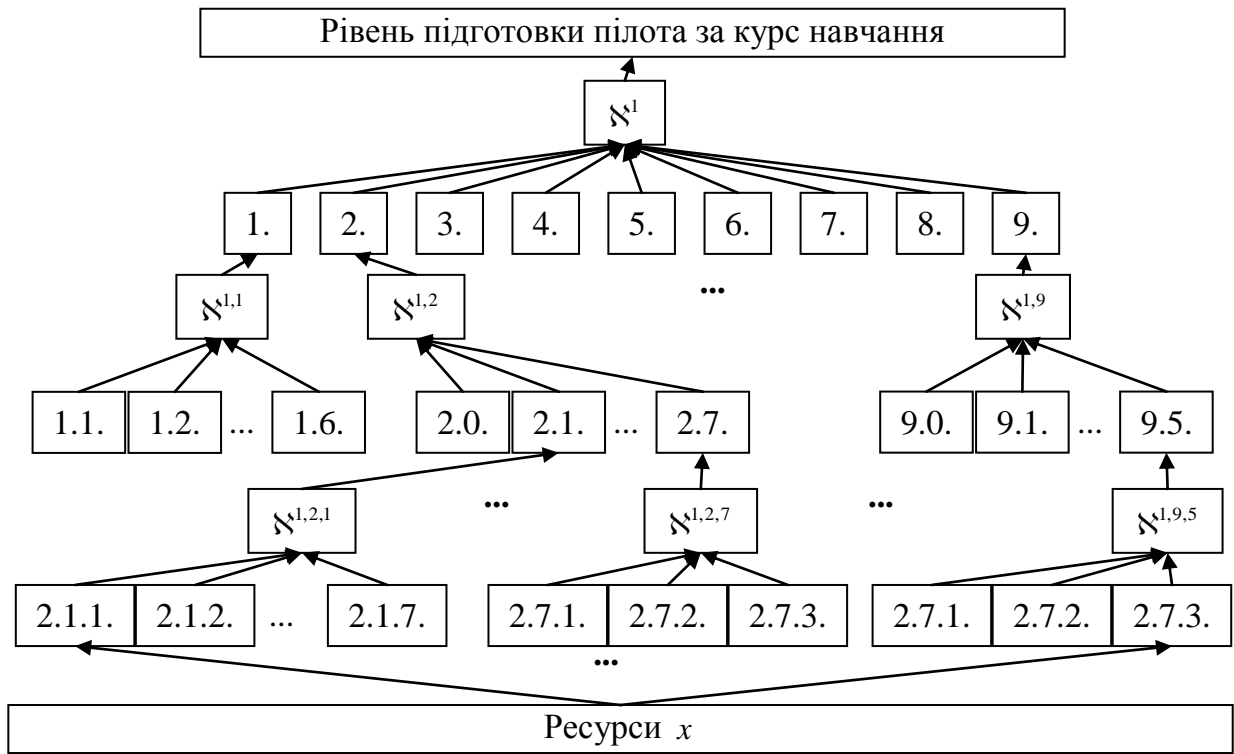 Рівень підготовки пілота за курс навчання
ℵ¹
1. 2. 3. 4. 5. 6. 7. 8. 9.
...
ℵ¹,¹ ℵ¹,² ℵ¹,⁹
1.1. 1.2. ... 1.6. 2.0. 2.1. ... 2.7. 9.0. 9.1. ... 9.5.
... ...
ℵ¹,²,¹ ℵ¹,²,⁷ ℵ¹,⁹,⁵
2.1.1. 2.1.2. ... 2.1.7. 2.7.1. 2.7.2. 2.7.3. 2.7.1. 2.7.2. 2.7.3.
...
Ресурси x